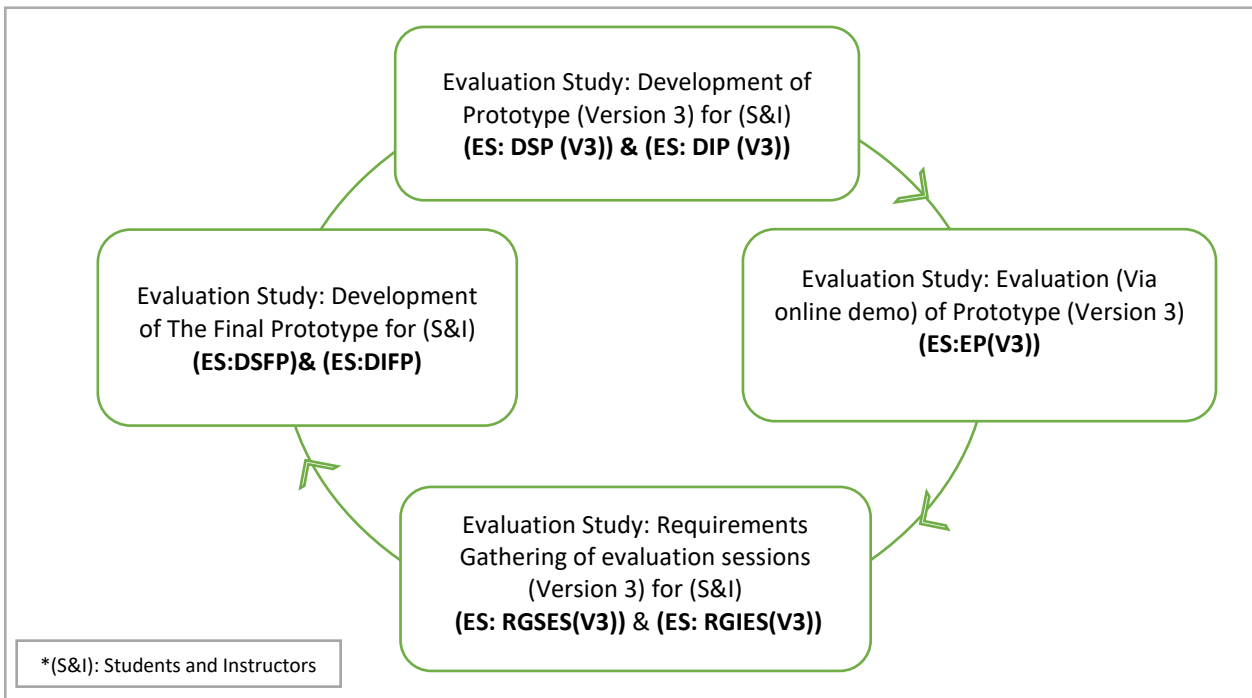 Evaluation Study: Development of
Prototype (Version 3) for (S&I)
(ES: DSP (V3)) & (ES: DIP (V3))
Evaluation Study: Evaluation (Via
online demo) of Prototype (Version 3)
(ES:EP(V3))
Evaluation Study: Requirements
Gathering of evaluation sessions
(Version 3) for (S&I)
(ES: RGSES(V3)) & (ES: RGIES(V3))
Evaluation Study: Development
of The Final Prototype for (S&I)
(ES:DSFP)& (ES:DIFP)
*(S&I): Students and Instructors